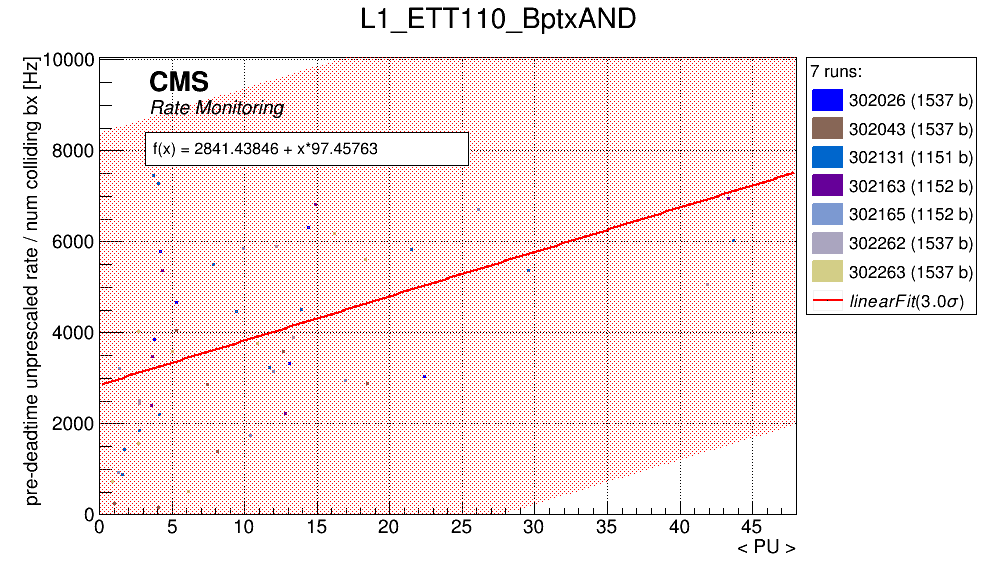 L1_ETT110_BptxAND
pre-deadtime unprescaled rate / num colliding bx [Hz]
10000
8000
6000
4000
2000
0
CMS
Rate Monitoring
f(x) = 2841.43846 + x*97.45763
0 5 10 15 20 25 30 35 40 45
< PU >
7 runs:
302026 (1537 b)
302043 (1537 b)
302131 (1151 b)
302163 (1152 b)
302165 (1152 b)
302262 (1537 b)
302263 (1537 b)
linearFit(3.0σ)